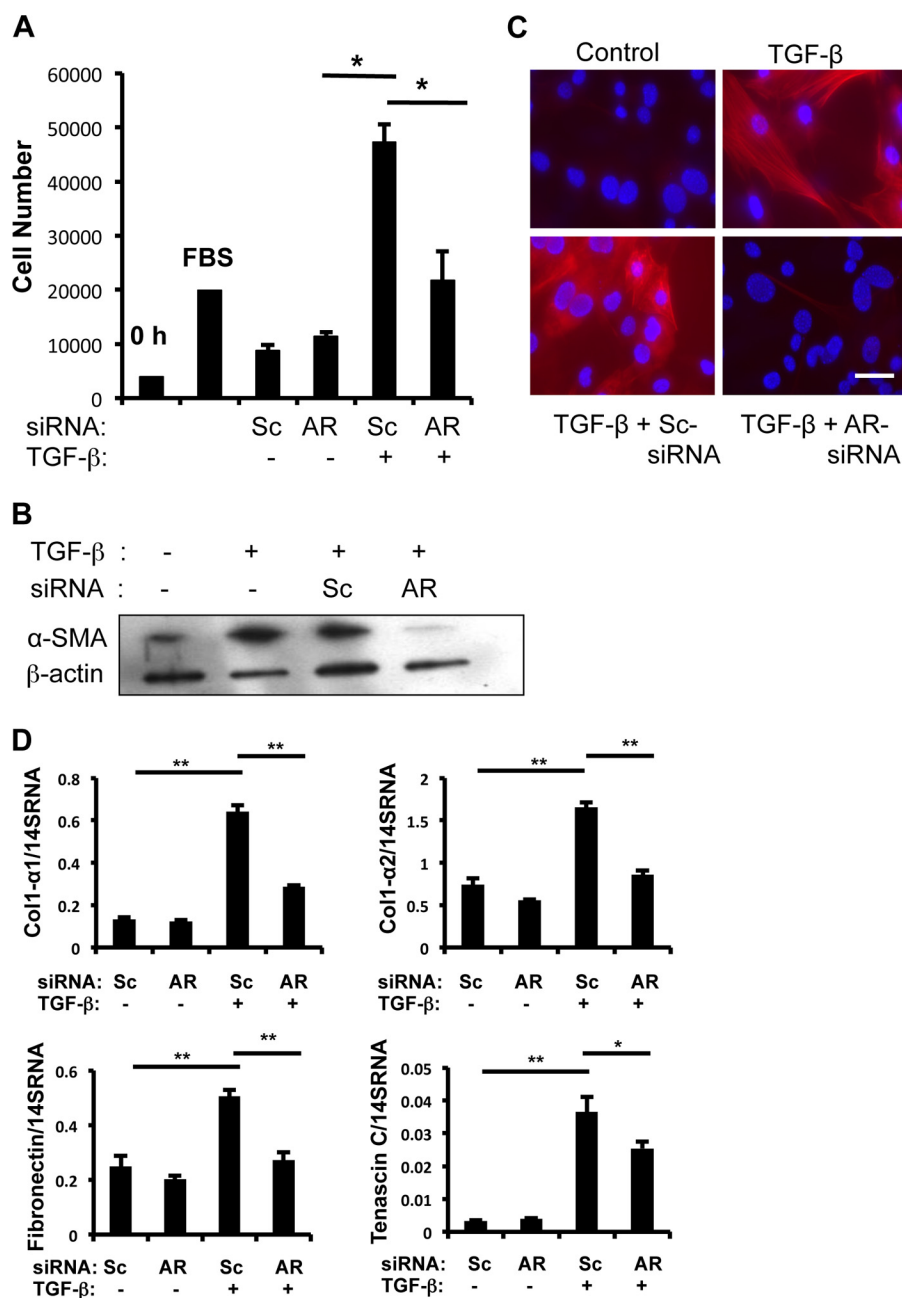 A
Cell Number
60000
50000
40000
30000
20000
10000
0
0 h
FBS
*
*
siRNA: Sc AR Sc AR
TGF-β: - - + +
C
Control TGF-β
TGF-β + Sc-siRNA
TGF-β + AR-siRNA
B
TGF-β : - + + +
siRNA : - - Sc AR
α-SMA
β-actin
D
Col1-α1/14SRNA
0.8
0.6
0.4
0.2
0
** **
siRNA: Sc AR Sc AR
TGF-β: - - + +
Col1-α2/14SRNA
2
1.5
1
0.5
0
** **
siRNA: Sc AR Sc AR
TGF-β: - - + +
Fibronectin/14SRNA
0.6
0.4
0.2
0
** **
siRNA: Sc AR Sc AR
TGF-β: - - + +
Tenascin C/14SRNA
0.05
0.04
0.03
0.02
0.01
0
** *
siRNA: Sc AR Sc AR
TGF-β: - - + +